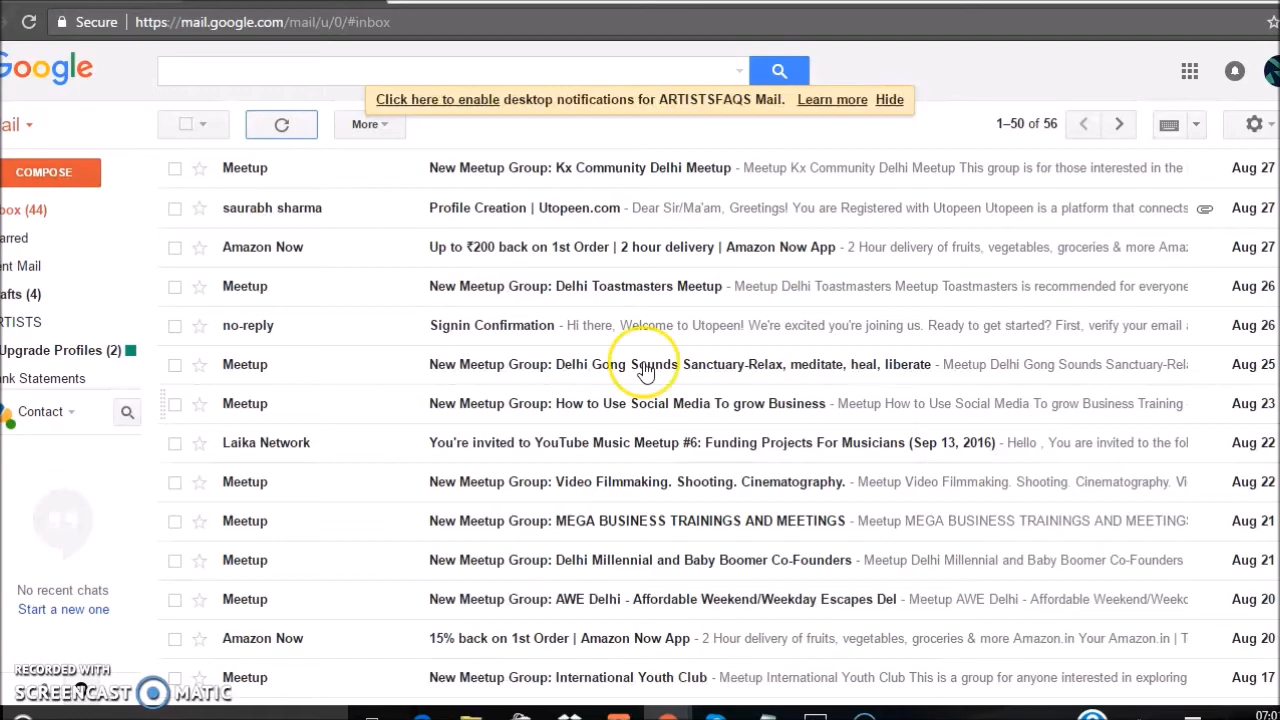 Secure https://mail.google.com/mail/u/0/#inbox
Google
Click here to enable desktop notifications for ARTISTSFAQS Mail. Learn more Hide
ail
More
1–50 of 56
COMPOSE
box (44)
arred
ent Mail
afts (4)
ARTISTS
Upgrade Profiles (2)
nk Statements
Contact
No recent chats
Start a new one
Meetup New Meetup Group: Kx Community Delhi Meetup - Meetup Kx Community Delhi Meetup This group is for those interested in the Aug 27
saurabh sharma Profile Creation | Utopeen.com - Dear Sir/Ma'am, Greetings! You are Registered with Utopeen Utopeen is a platform that connects Aug 27
Amazon Now Up to ₹200 back on 1st Order | 2 hour delivery | Amazon Now App - 2 Hour delivery of fruits, vegetables, groceries & more Ama: Aug 27
Meetup New Meetup Group: Delhi Toastmasters Meetup - Meetup Delhi Toastmasters Meetup Toastmasters is recommended for everyone Aug 26
no-reply Signin Confirmation - Hi there, Welcome to Utopeen! We're excited you're joining us. Ready to get started? First, verify your email Aug 26
Meetup New Meetup Group: Delhi Gong Sounds Sanctuary-Relax, meditate, heal, liberate - Meetup Delhi Gong Sounds Sanctuary-Rel Aug 25
Meetup New Meetup Group: How to Use Social Media To grow Business - Meetup How to Use Social Media To grow Business Training Aug 23
Laika Network You're invited to YouTube Music Meetup #6: Funding Projects For Musicians (Sep 13, 2016) - Hello , You are invited to the fol Aug 22
Meetup New Meetup Group: Video Filmmaking. Shooting. Cinematography. - Meetup Video Filmmaking. Shooting. Cinematography. Vi Aug 22
Meetup New Meetup Group: MEGA BUSINESS TRAININGS AND MEETINGS - Meetup MEGA BUSINESS TRAININGS AND MEETING Aug 21
Meetup New Meetup Group: Delhi Millennial and Baby Boomer Co-Founders - Meetup Delhi Millennial and Baby Boomer Co-Founders Aug 21
Meetup New Meetup Group: AWE Delhi - Affordable Weekend/Weekday Escapes Del - Meetup AWE Delhi - Affordable Weekend/Weekd Aug 20
Amazon Now 15% back on 1st Order | Amazon Now App - 2 Hour delivery of fruits, vegetables, groceries & more Amazon.in Your Amazon.in | T Aug 20
Meetup New Meetup Group: International Youth Club - Meetup International Youth Club This is a group for anyone interested in exploring Aug 17
RECORDED WITH
SCREENCAST MATIC
07:0